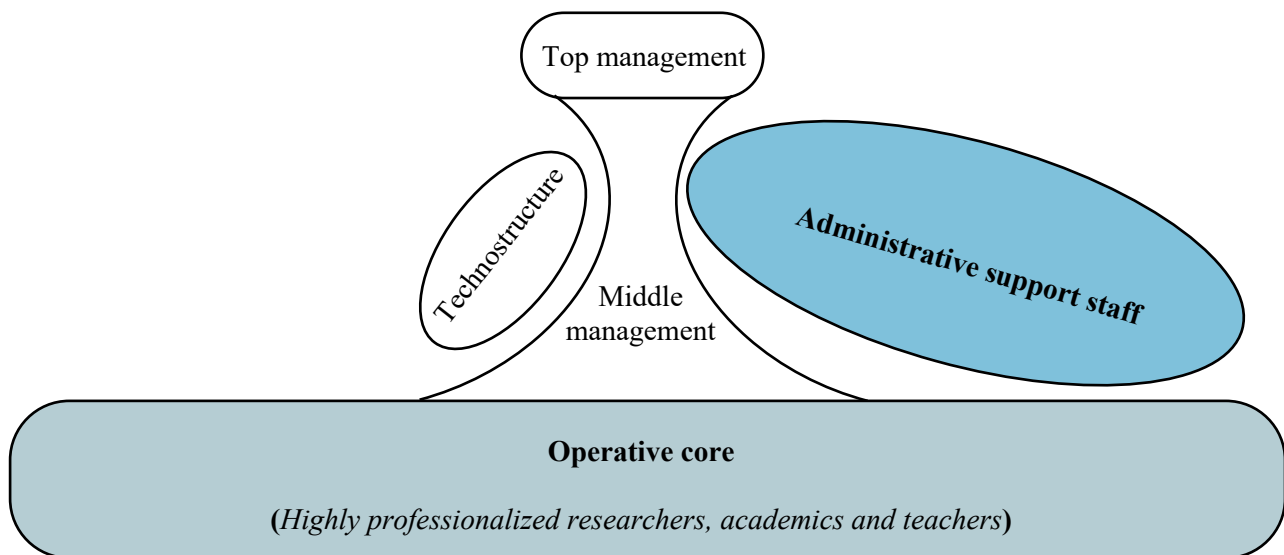 Top management
Technostructure
Administrative support staff
Middle
management
Operative core
(Highly professionalized researchers, academics and teachers)